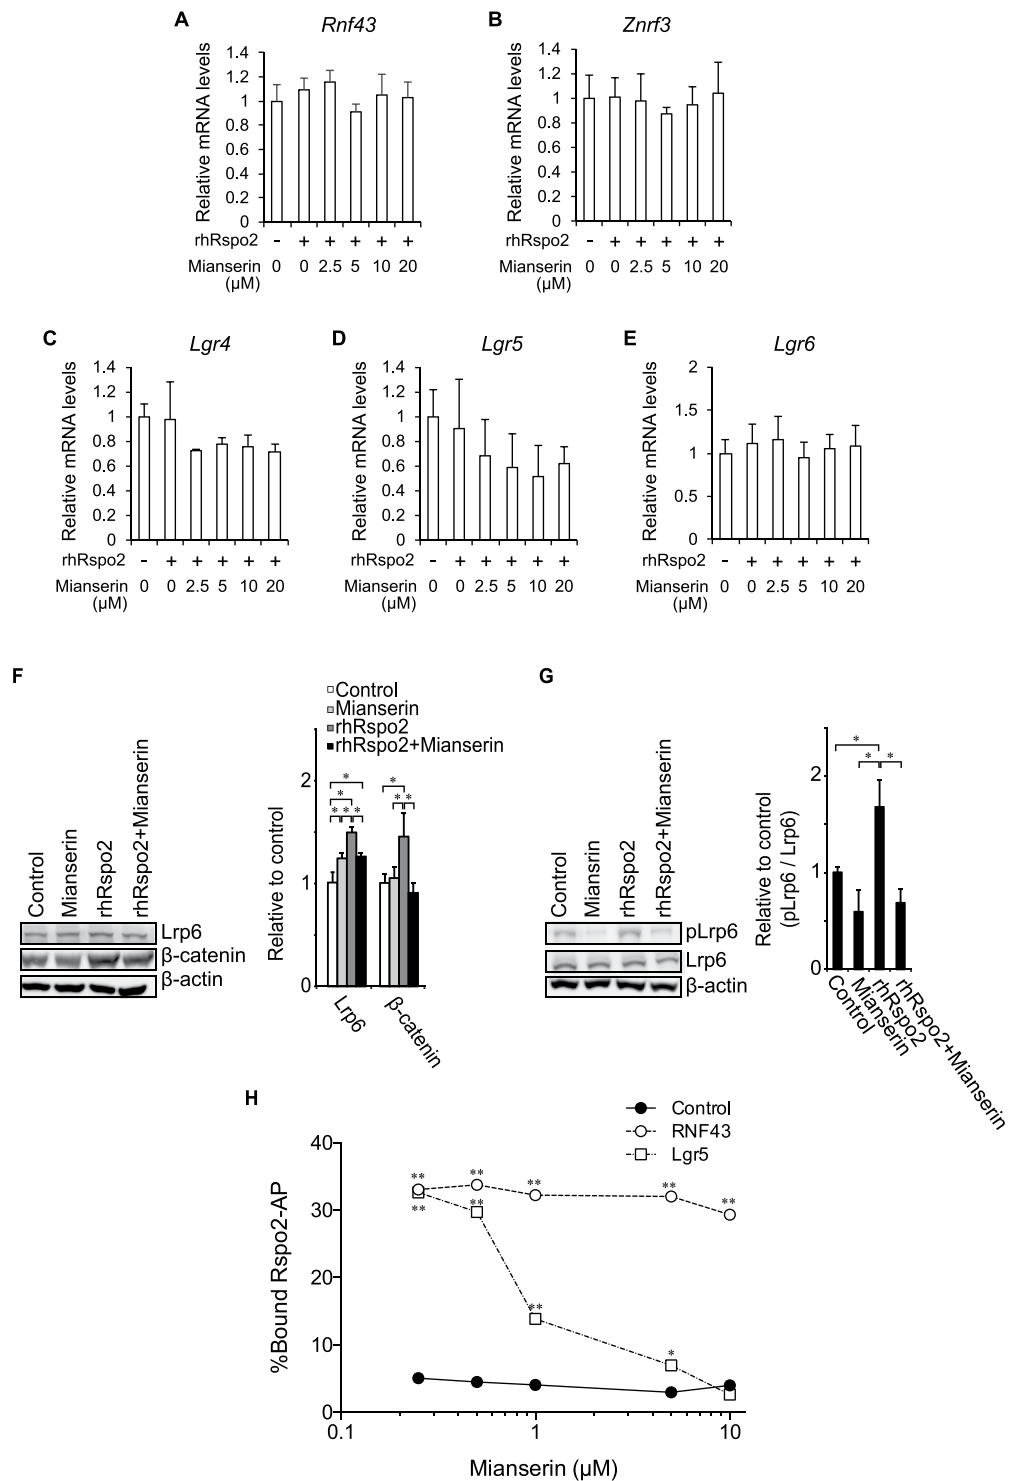 A
Rnf43
Relative mRNA levels
1.4
1.2
1
0.8
0.6
0.4
0.2
0
rhRspo2 - + + + + +
Mianserin 0 0 2.5 5 10 20
(µM)
B
Znrf3
Relative mRNA levels
1.4
1.2
1
0.8
0.6
0.4
0.2
0
rhRspo2 - + + + + +
Mianserin 0 0 2.5 5 10 20
(µM)
C
Lgr4
Relative mRNA levels
1.4
1.2
1
0.8
0.6
0.4
0.2
0
rhRspo2 - + + + + +
Mianserin 0 0 2.5 5 10 20
(µM)
D
Lgr5
Relative mRNA levels
1.4
1.2
1
0.8
0.6
0.4
0.2
0
rhRspo2 - + + + + +
Mianserin 0 0 2.5 5 10 20
(µM)
E
Lgr6
Relative mRNA levels
2
1.5
1
0.5
0
rhRspo2 - + + + + +
Mianserin 0 0 2.5 5 10 20
(µM)
F
Control
Mianserin
rhRspo2
rhRspo2+Mianserin
Lrp6
β-catenin
β-actin
Control
Mianserin
rhRspo2
rhRspo2+Mianserin
Relative to control
2
1
0
*
*
* * *
*
* *
Lrp6
β-catenin
G
Control
Miansrin
rhRspo2
rhRspo2+Mianserin
pLrp6
Lrp6
β-actin
Relative to control
(pLrp6 / Lrp6)
2
1
0
*
* *
Control
Mianserin
rhRspo2
rhRspo2+Mianserin
H
Control
RNF43
Lgr5
%Bound Rspo2-AP
40
30
20
10
0
** ** ** ** **
** ** ** *
0.1 1 10
Mianserin (µM)